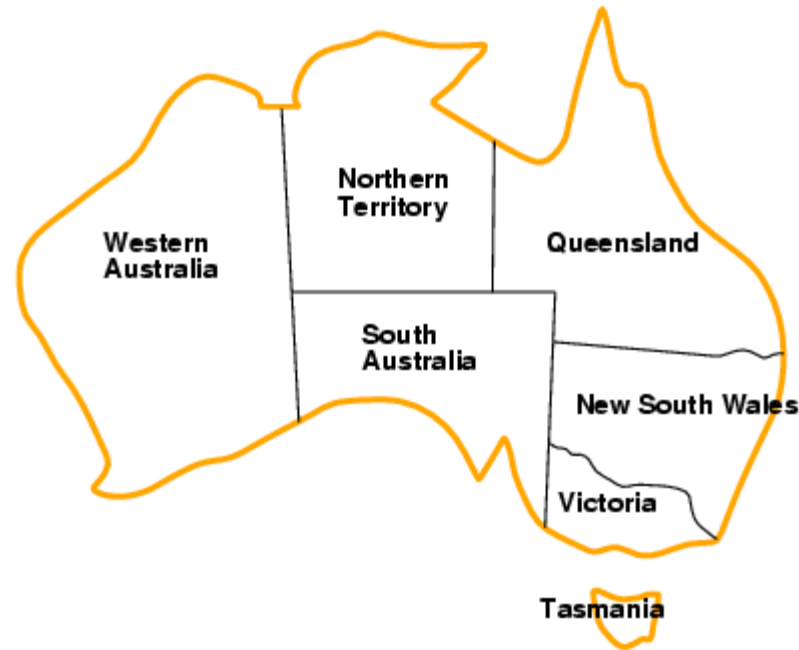 Northern
Territory
Western
Australia
Queensland
South
Australia
New South Wales
Victoria
Tasmania